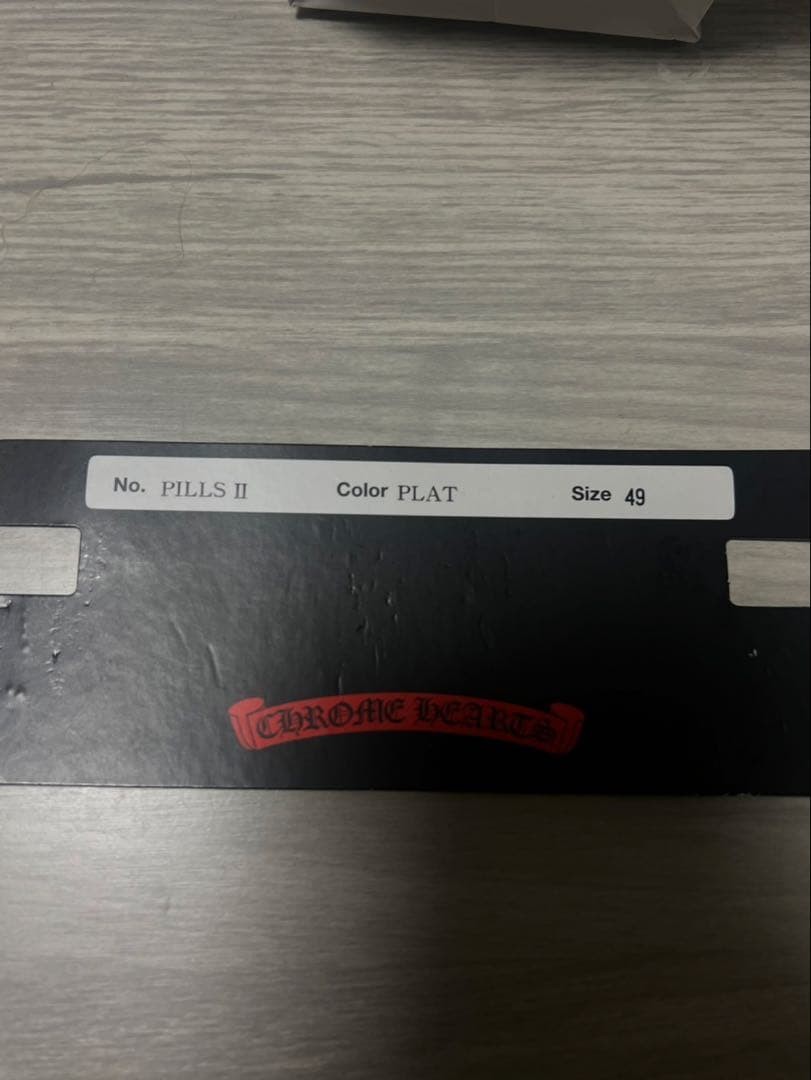 No. PILLS II Color PLAT Size 49
CHROME HEARTS